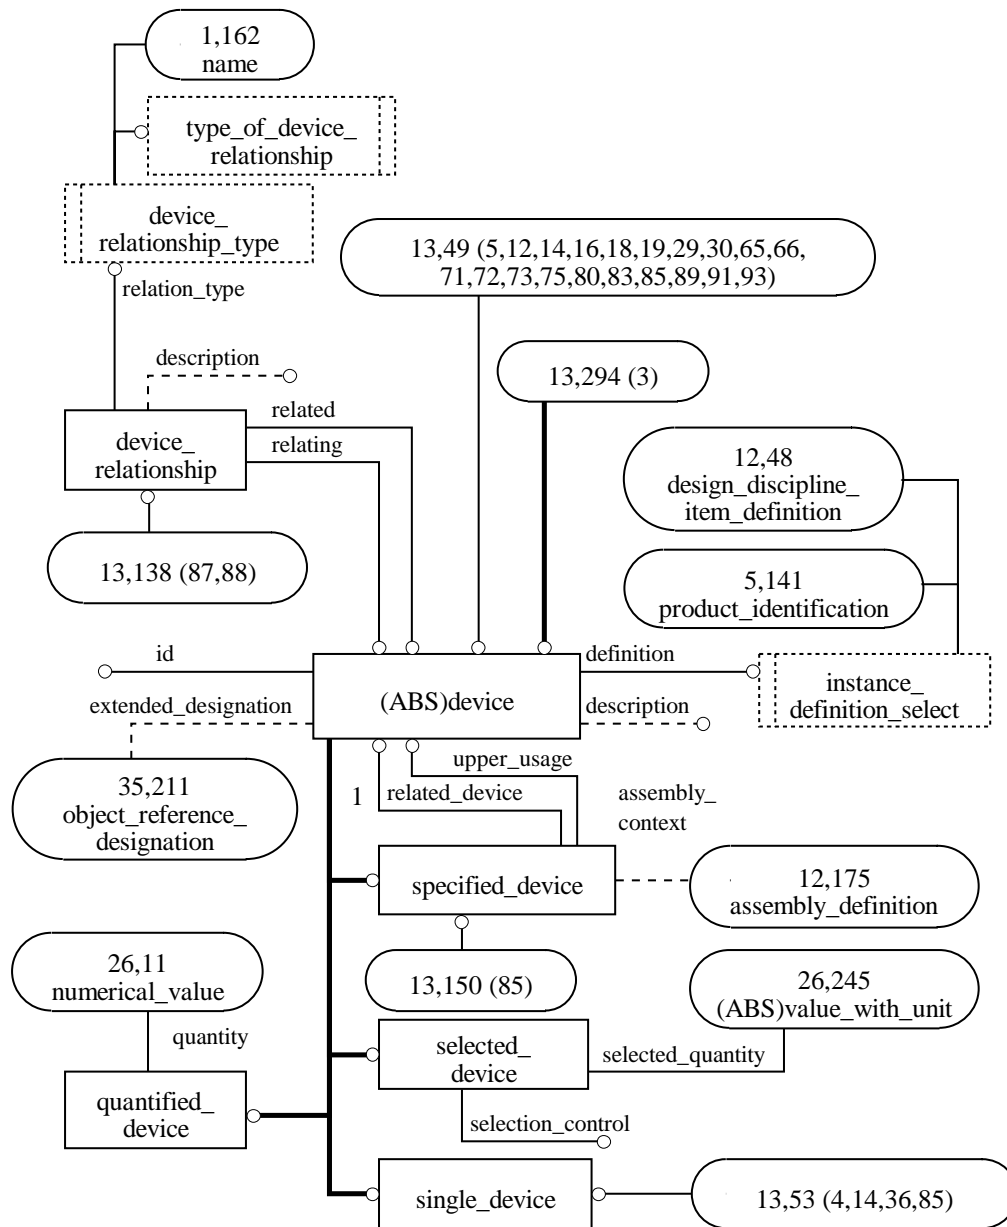 1,162
name
type_of_device_
relationship
device_
relationship_type
relation_type
13,49 (5,12,14,16,18,19,29,30,65,66,
71,72,73,75,80,83,85,89,91,93)
description
13,294 (3)
related
relating
device_
relationship
12,48
design_discipline_
item_definition
13,138 (87,88)
5,141
product_identification
id
definition
(ABS)device
instance_
definition_select
extended_designation
description
35,211
object_reference_
designation
upper_usage
1
related_device
assembly_
context
specified_device
12,175
assembly_definition
13,150 (85)
26,11
numerical_value
26,245
(ABS)value_with_unit
quantity
selected_
device
selected_quantity
quantified_
device
selection_control
single_device
13,53 (4,14,36,85)